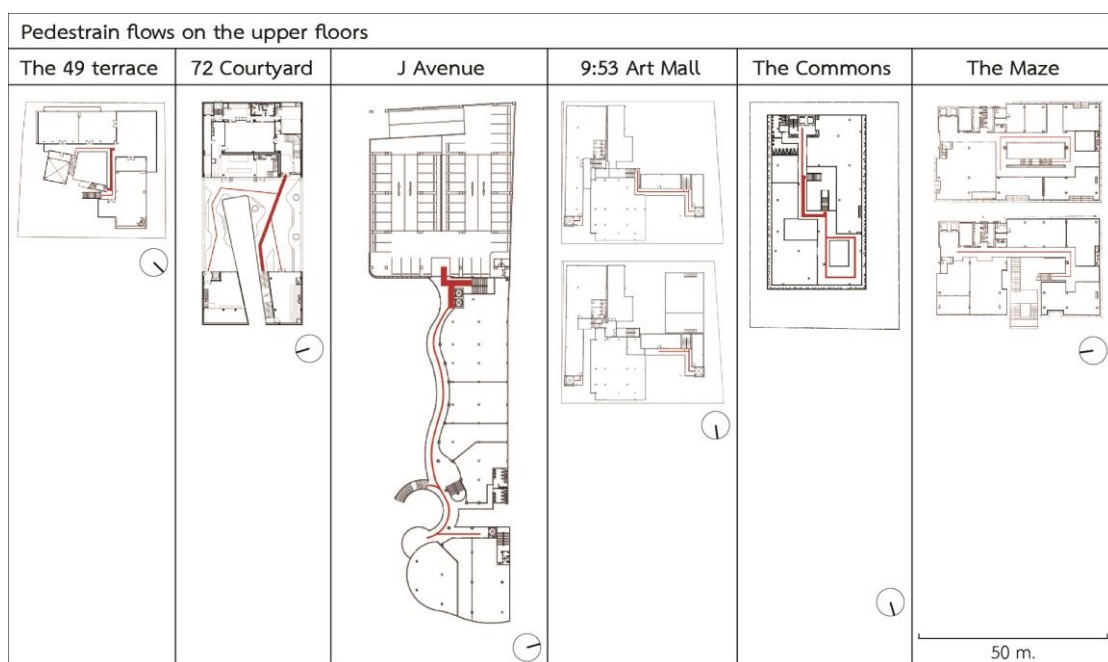 Pedestrain flows on the upper floors
The 49 terrace
72 Courtyard
J Avenue
9:53 Art Mall
The Commons
The Maze
50 m.